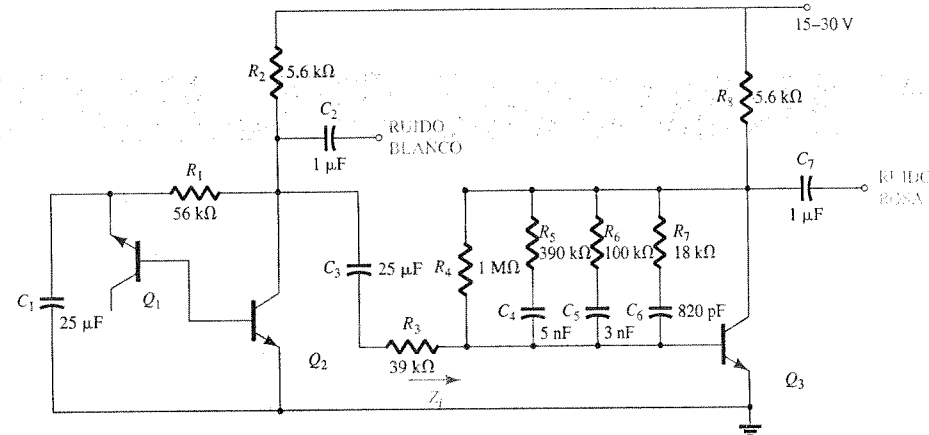 15–30 V
R2 5.6 kΩ
R8 5.6 kΩ
C2
1 μF
RUIDO
BLANCO
C7
1 μF
RUIDO
ROSA
R1
56 kΩ
C3 25 μF
R4 1 MΩ
R5
390 kΩ
R6
100 kΩ
R7
18 kΩ
C1
25 μF
Q1
Q2
C4
5 nF
C5
3 nF
C6 820 pF
R3
39 kΩ
Zi
Q3